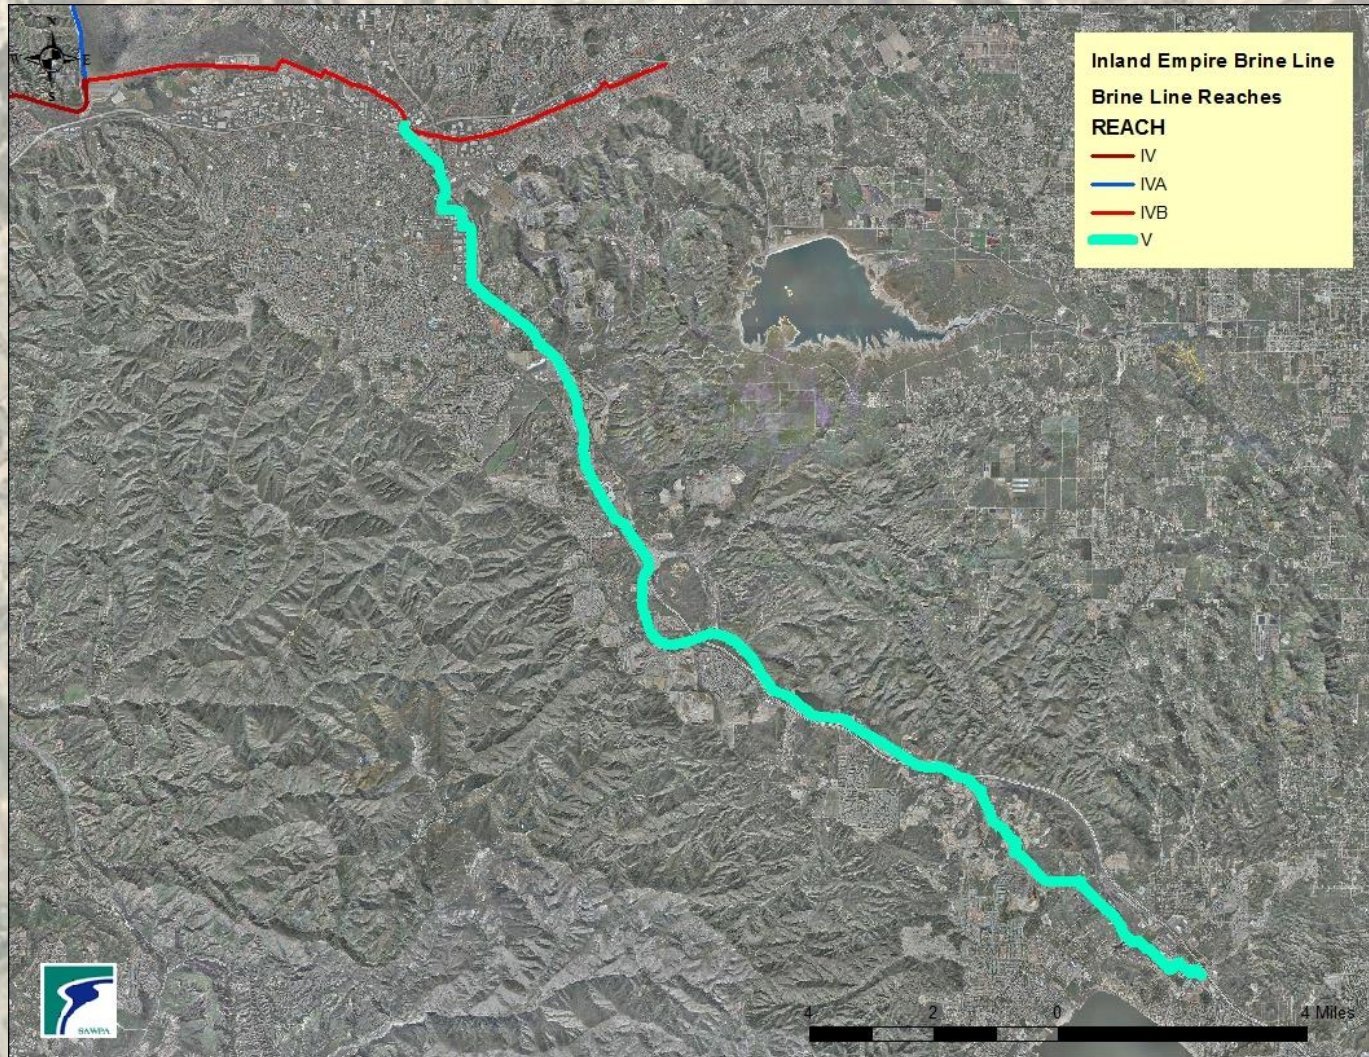 N
W E
S
Inland Empire Brine Line
Brine Line Reaches
REACH
IV
IVA
IVB
V
SAWPA
4 2 0 4 Miles